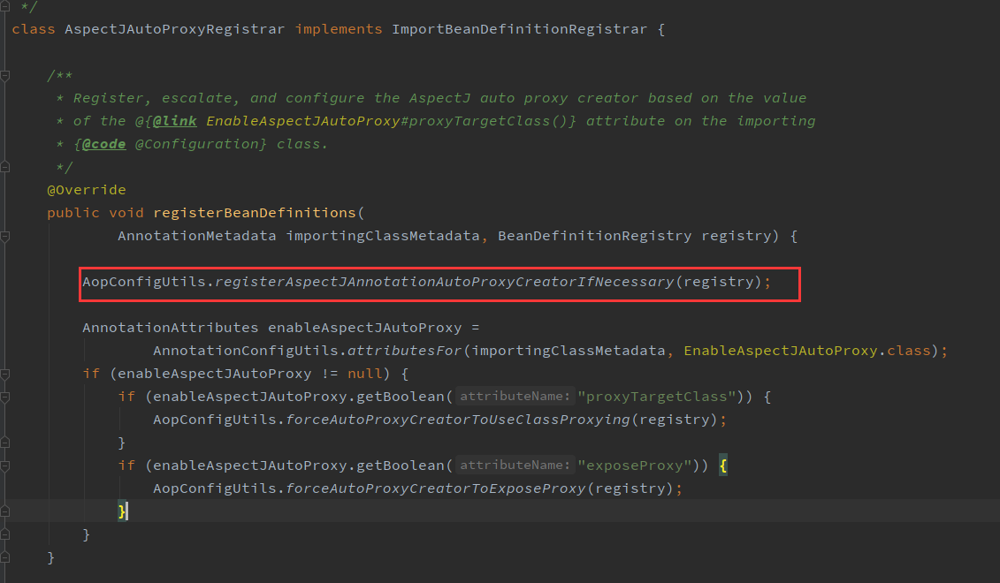 */
class AspectJAutoProxyRegistrar implements ImportBeanDefinitionRegistrar {
/**
* Register, escalate, and configure the AspectJ auto proxy creator based on the value
* of the @{@link EnableAspectJAutoProxy#proxyTargetClass()} attribute on the importing
* {@code @Configuration} class.
*/
@Override
public void registerBeanDefinitions(
AnnotationMetadata importingClassMetadata, BeanDefinitionRegistry registry) {
AopConfigUtils.registerAspectJAnnotationAutoProxyCreatorIfNecessary(registry);
AnnotationAttributes enableAspectJAutoProxy =
AnnotationConfigUtils.attributesFor(importingClassMetadata, EnableAspectJAutoProxy.class);
if (enableAspectJAutoProxy != null) {
if (enableAspectJAutoProxy.getBoolean( attributeName: "proxyTargetClass")) {
AopConfigUtils.forceAutoProxyCreatorToUseClassProxying(registry);
}
if (enableAspectJAutoProxy.getBoolean( attributeName: "exposeProxy")) {
AopConfigUtils.forceAutoProxyCreatorToExposeProxy(registry);
}
}
}